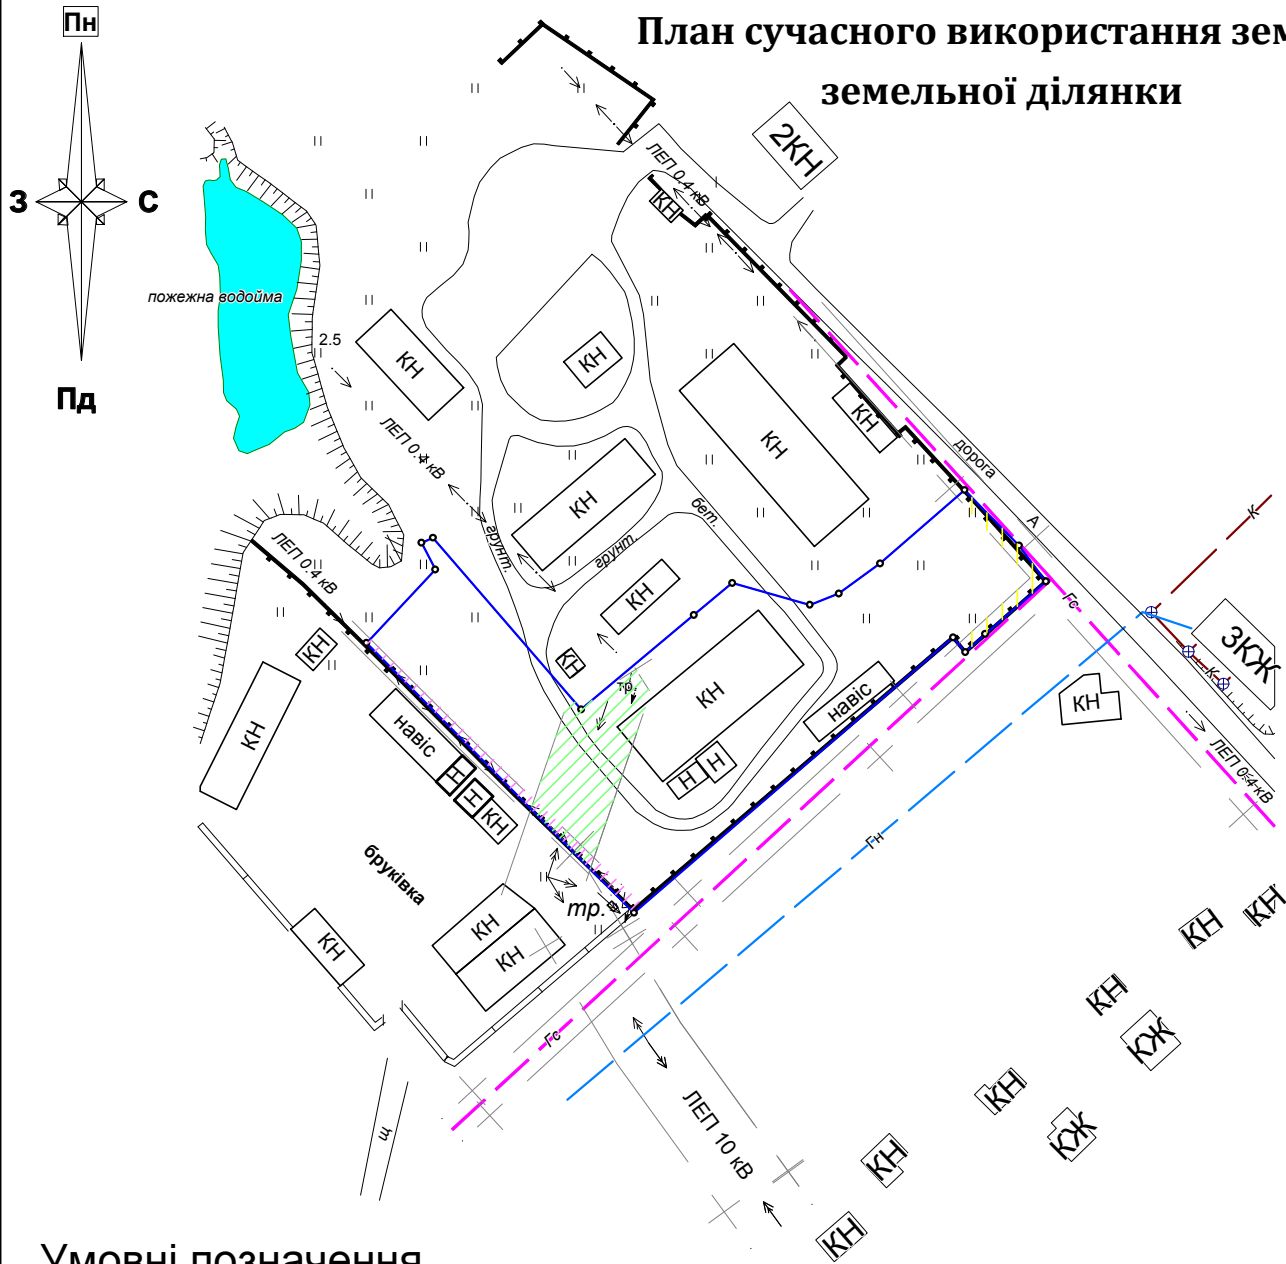 Пн
План сучасного використання зем
земельної ділянки
З
С
Пд
2КН
ЛЕП 0.4 кВ
КН
пожежна водойма
2.5
КН
КН
КН
КН
ЛЕП 0.4 кВ
дорога
КН
бет.
грунт.
грунт.
А
К
ЛЕП 0.4 кВ
КН
Гс
КН
КН
3КЖ
К
тр.
КН
КН
КН
навіс
навіс
КН
Н
Н
Н
Н
КН
ЛЕП 0.4 кВ
Гн
бруківка
тр.
КН
КН
КН
КН
КН
Гс
КН
КЖ
КН
ЛЕП 10 кВ
щ
КЖ
КН
КН
Умовні позначення